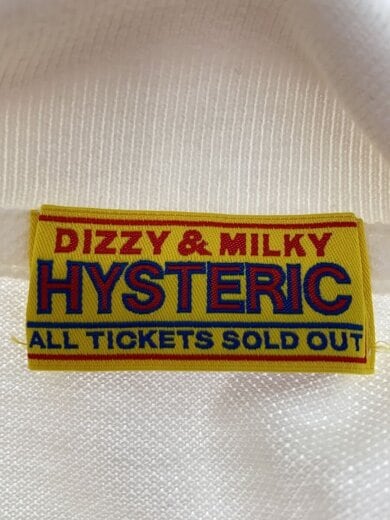 DIZZY & MILKY
HYSTERIC
ALL TICKETS SOLD OUT